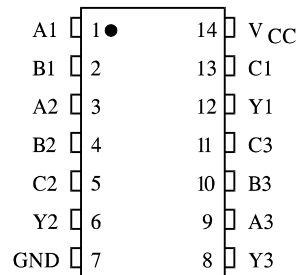 A1 1 14 VCC
B1 2 13 C1
A2 3 12 Y1
B2 4 11 C3
C2 5 10 B3
Y2 6 9 A3
GND 7 8 Y3